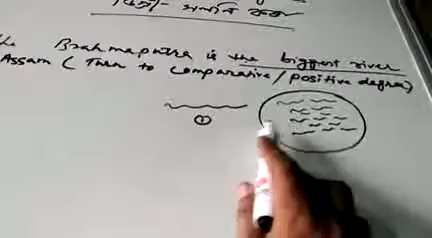 The Brahmaputra is the biggest river
Assam (Then to comparative/positive degree)
1